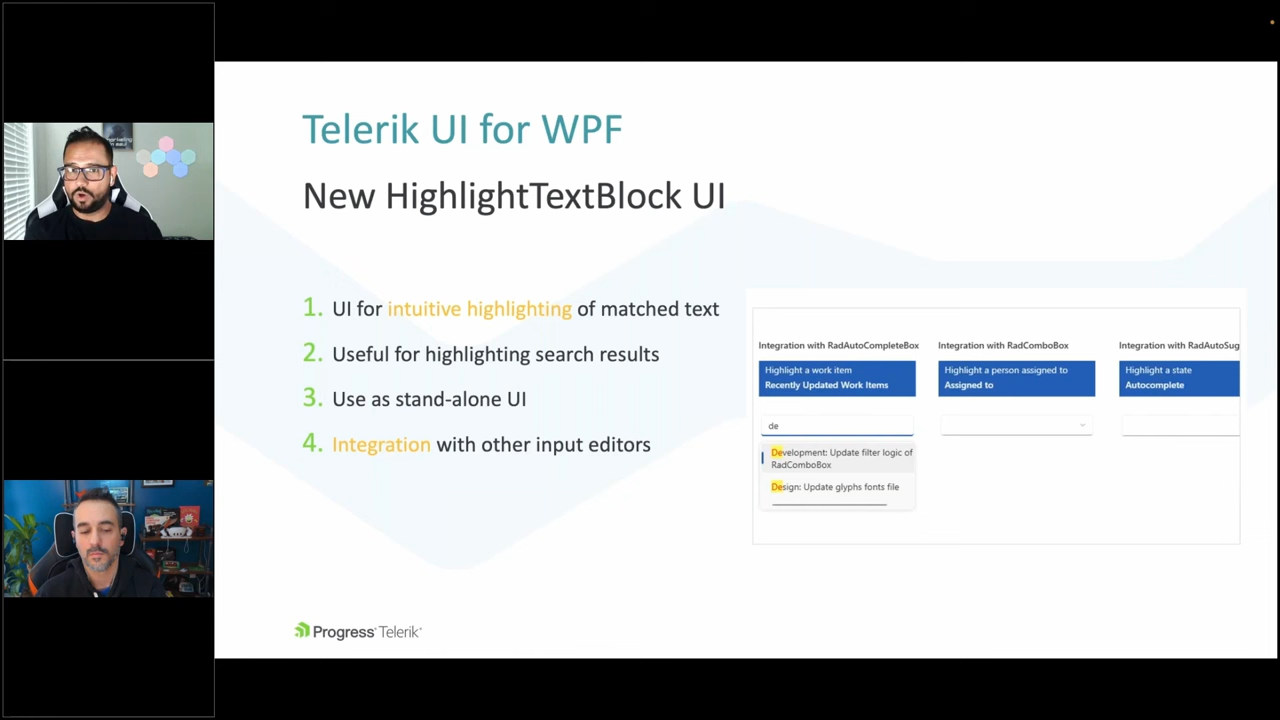 Telerik UI for WPF
New HighlightTextBlock UI
1. UI for intuitive highlighting of matched text
2. Useful for highlighting search results
3. Use as stand-alone UI
4. Integration with other input editors
Integration with RadAutoCompleteBox
Highlight a work item
Recently Updated Work Items
de
Development: Update filter logic of
RadComboBox
Design: Update glyphs fonts file
Integration with RadComboBox
Highlight a person assigned to
Assigned to
Integration with RadAutoSug
Highlight a state
Autocomplete
Progress Telerik